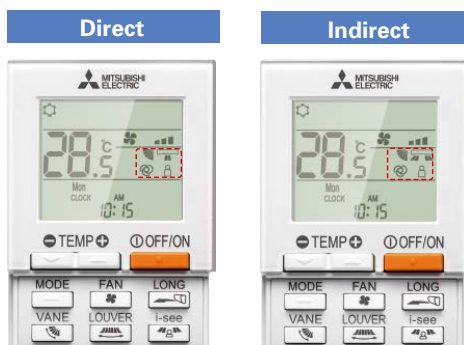 Direct
Indirect
MITSUBISHI
ELECTRIC
28.5 ℃
Mon
CLOCK
AM
10:15
TEMP
OFF/ON
MODE
FAN
LONG
VANE
LOUVER
i-see
MITSUBISHI
ELECTRIC
28.5 ℃
Mon
CLOCK
AM
10:15
TEMP
OFF/ON
MODE
FAN
LONG
VANE
LOUVER
i-see